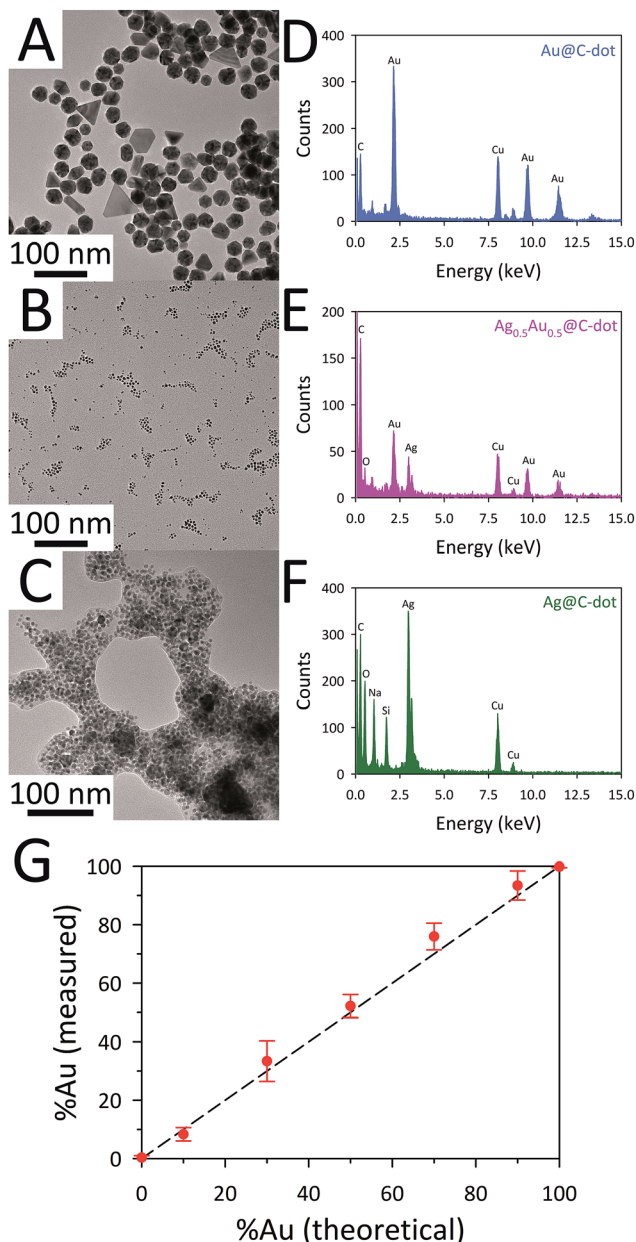 A
100 nm
B
100 nm
C
100 nm
D
Au@C-dot
Counts
400
300
200
100
0
C
Au
Cu
Au
Au
0.0 2.5 5.0 7.5 10.0 12.5 15.0
Energy (keV)
E
Ag0.5Au0.5@C-dot
Counts
200
150
100
50
0
C
O
Au
Ag
Cu
Cu
Au
Au
0.0 2.5 5.0 7.5 10.0 12.5 15.0
Energy (keV)
F
Ag@C-dot
Counts
400
300
200
100
0
C
O
Na
Si
Ag
Cu
Cu
0.0 2.5 5.0 7.5 10.0 12.5 15.0
Energy (keV)
G
%Au (measured)
100
80
60
40
20
0
0 20 40 60 80 100
%Au (theoretical)